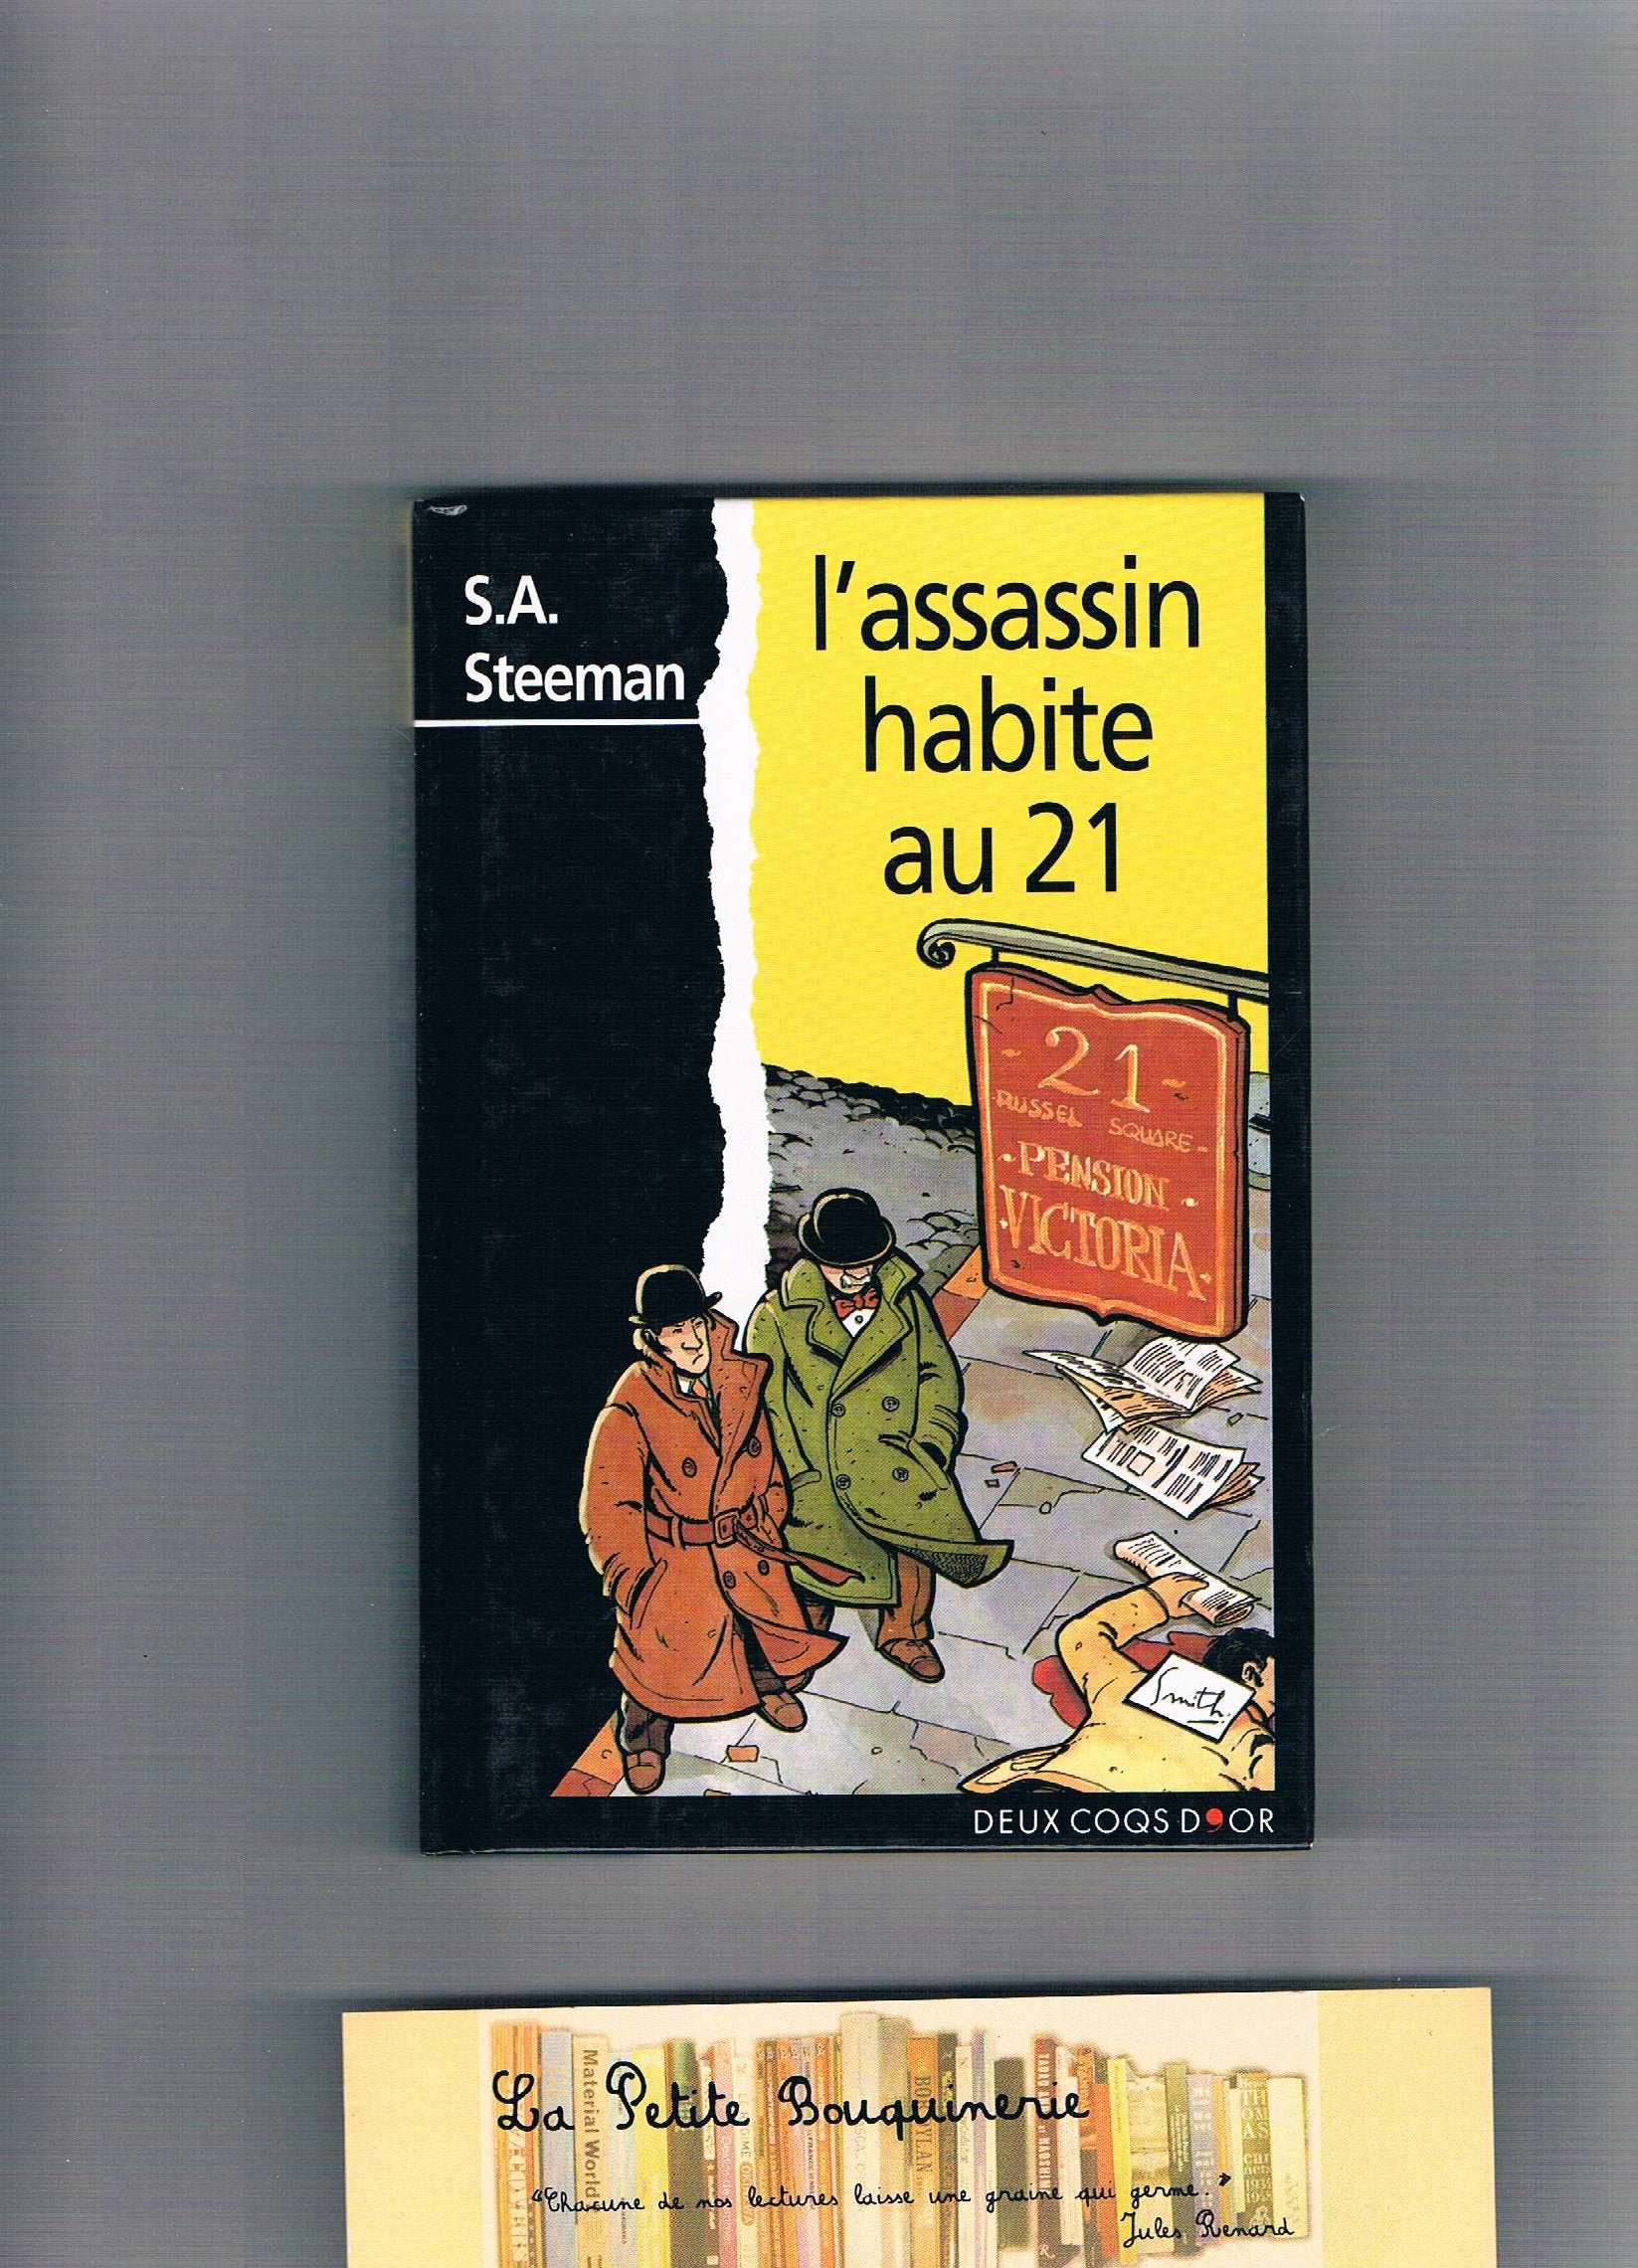 S.A.
Steeman
l'assassin
habite
au 21
~ 21 ~
-RUSSEL SQUARE-
·PENSION·
·VICTORIA·
Smith.
DEUX COQS D'OR
La Petite Bouquinerie
Material World
"Chacune de nos lectures laisse une graine qui germe."
Jules Renard